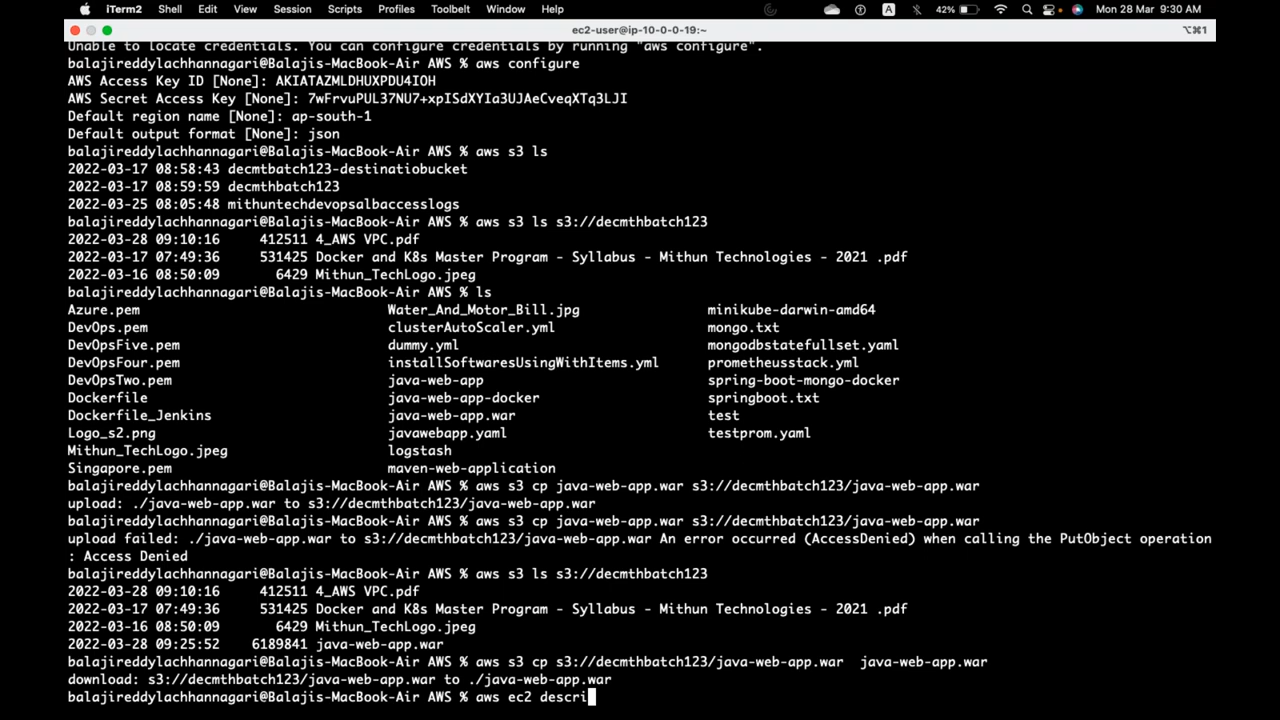 iTerm2 Shell Edit View Session Scripts Profiles Toolbelt Window Help A 42% Mon 28 Mar 9:30 AM
ec2-user@ip-10-0-0-19:~ ⌥⌘1
Unable to locate credentials. You can configure credentials by running "aws configure".
balajireddylachhannagari@Balajis-MacBook-Air AWS % aws configure
AWS Access Key ID [None]: AKIATAZMLDHUXPDU4IOH
AWS Secret Access Key [None]: 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
Default region name [None]: ap-south-1
Default output format [None]: json
balajireddylachhannagari@Balajis-MacBook-Air AWS % aws s3 ls
2022-03-17 08:58:43 decmtbatch123-destinatiobucket
2022-03-17 08:59:59 decmthbatch123
2022-03-25 08:05:48 mithuntechdevopsalbaccesslogs
balajireddylachhannagari@Balajis-MacBook-Air AWS % aws s3 ls s3://decmthbatch123
2022-03-28 09:10:16 412511 4_AWS VPC.pdf
2022-03-17 07:49:36 531425 Docker and K8s Master Program - Syllabus - Mithun Technologies - 2021 .pdf
2022-03-16 08:50:09 6429 Mithun_TechLogo.jpeg
balajireddylachhannagari@Balajis-MacBook-Air AWS % ls
Azure.pem Water_And_Motor_Bill.jpg minikube-darwin-amd64
DevOps.pem clusterAutoScaler.yml mongo.txt
DevOpsFive.pem dummy.yml mongodbstatefullset.yaml
DevOpsFour.pem installSoftwaresUsingWithItems.yml prometheusstack.yml
DevOpsTwo.pem java-web-app spring-boot-mongo-docker
Dockerfile java-web-app-docker springboot.txt
Dockerfile_Jenkins java-web-app.war test
Logo_s2.png javawebapp.yaml testprom.yaml
Mithun_TechLogo.jpeg logstash
Singapore.pem maven-web-application
balajireddylachhannagari@Balajis-MacBook-Air AWS % aws s3 cp java-web-app.war s3://decmthbatch123/java-web-app.war
upload: ./java-web-app.war to s3://decmthbatch123/java-web-app.war
balajireddylachhannagari@Balajis-MacBook-Air AWS % aws s3 cp java-web-app.war s3://decmthbatch123/java-web-app.war
upload failed: ./java-web-app.war to s3://decmthbatch123/java-web-app.war An error occurred (AccessDenied) when calling the PutObject operation
: Access Denied
balajireddylachhannagari@Balajis-MacBook-Air AWS % aws s3 ls s3://decmthbatch123
2022-03-28 09:10:16 412511 4_AWS VPC.pdf
2022-03-17 07:49:36 531425 Docker and K8s Master Program - Syllabus - Mithun Technologies - 2021 .pdf
2022-03-16 08:50:09 6429 Mithun_TechLogo.jpeg
2022-03-28 09:25:52 6189841 java-web-app.war
balajireddylachhannagari@Balajis-MacBook-Air AWS % aws s3 cp s3://decmthbatch123/java-web-app.war java-web-app.war
download: s3://decmthbatch123/java-web-app.war to ./java-web-app.war
balajireddylachhannagari@Balajis-MacBook-Air AWS % aws ec2 descri